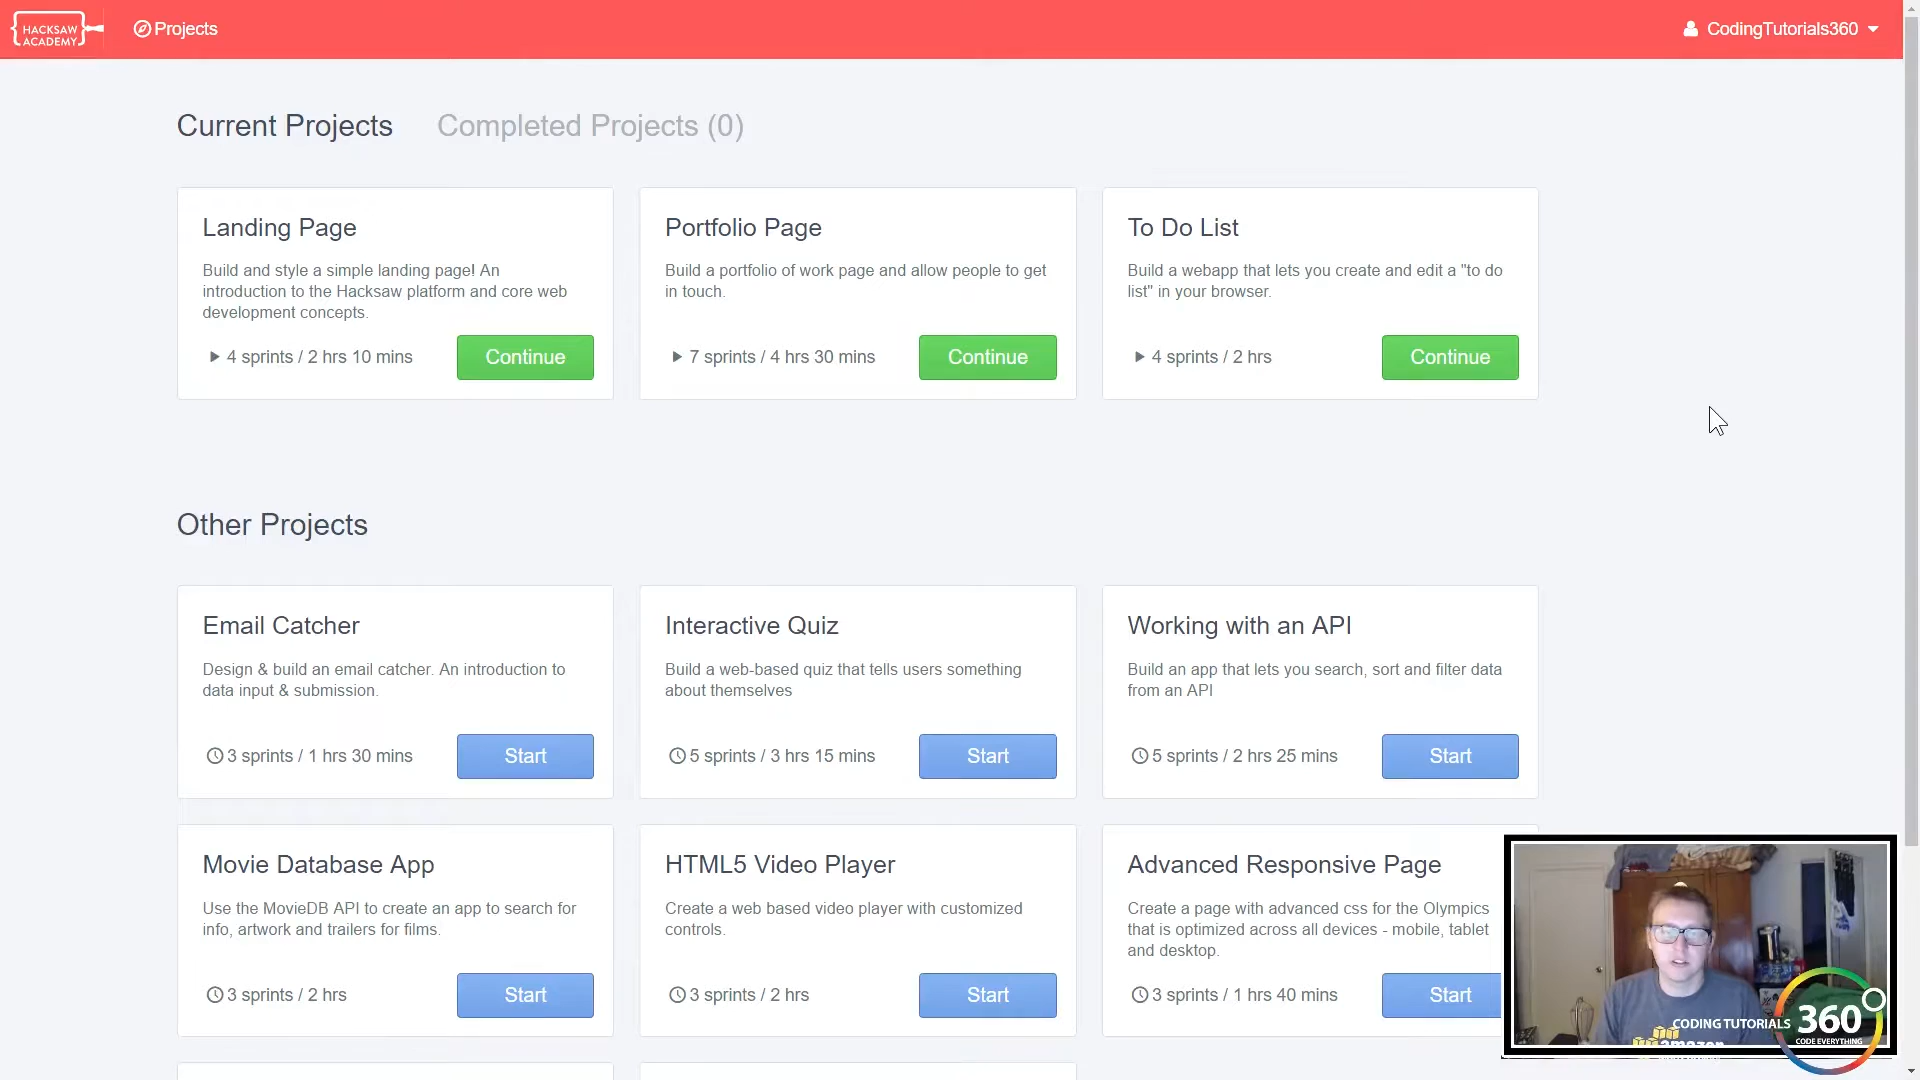 HACKSAW
ACADEMY
Projects
CodingTutorials360
Current Projects
Completed Projects (0)
Landing Page
Build and style a simple landing page! An
introduction to the Hacksaw platform and core web
development concepts.
4 sprints / 2 hrs 10 mins
Continue
Portfolio Page
Build a portfolio of work page and allow people to get
in touch.
7 sprints / 4 hrs 30 mins
Continue
To Do List
Build a webapp that lets you create and edit a "to do
list" in your browser.
4 sprints / 2 hrs
Continue
Other Projects
Email Catcher
Design & build an email catcher. An introduction to
data input & submission.
3 sprints / 1 hrs 30 mins
Start
Interactive Quiz
Build a web-based quiz that tells users something
about themselves
5 sprints / 3 hrs 15 mins
Start
Working with an API
Build an app that lets you search, sort and filter data
from an API
5 sprints / 2 hrs 25 mins
Start
Movie Database App
Use the MovieDB API to create an app to search for
info, artwork and trailers for films.
3 sprints / 2 hrs
Start
HTML5 Video Player
Create a web based video player with customized
controls.
3 sprints / 2 hrs
Start
Advanced Responsive Page
Create a page with advanced css for the Olympics
that is optimized across all devices - mobile, tablet
and desktop.
3 sprints / 1 hrs 40 mins
Start
CODING TUTORIALS 360
CODE EVERYTHING
amazon